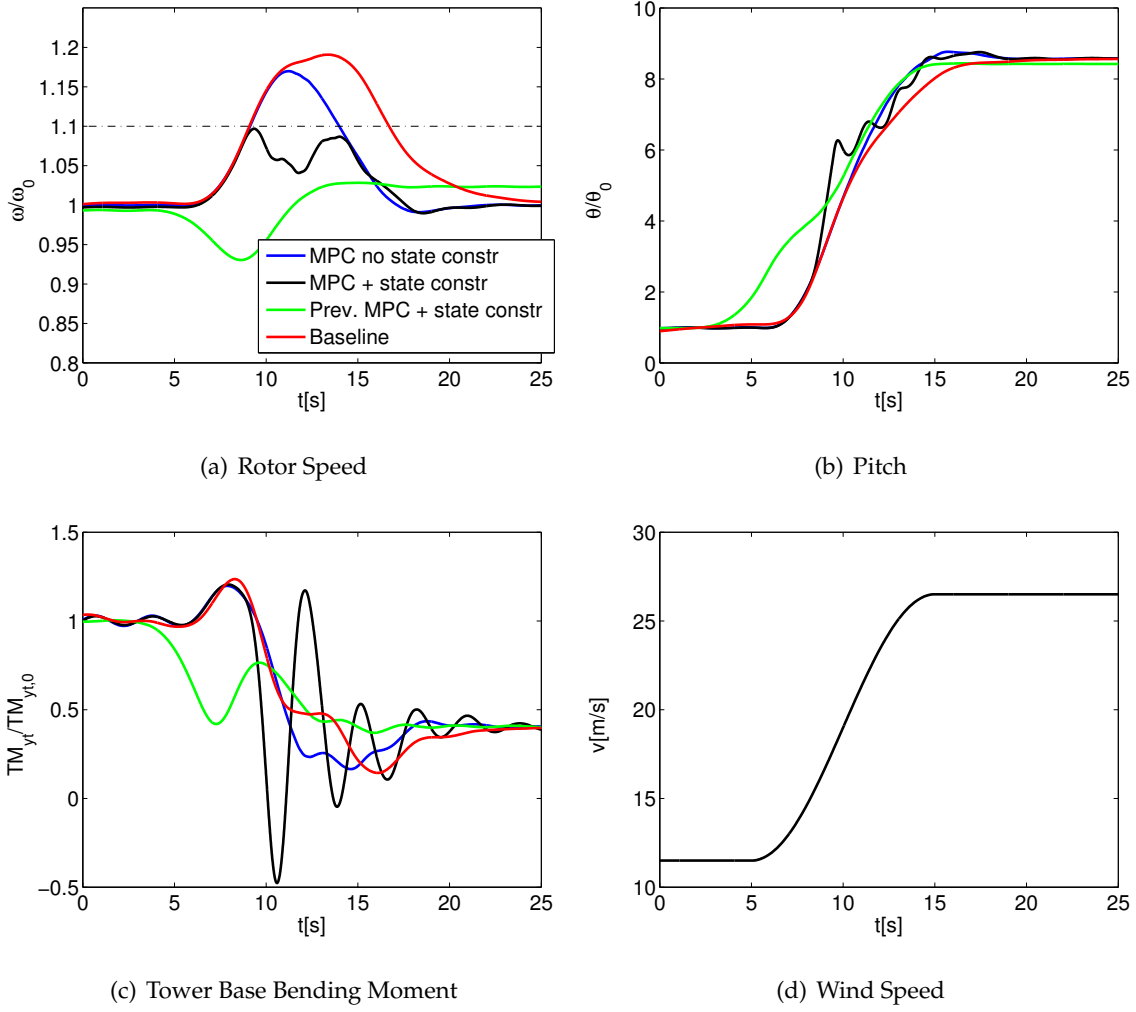 1.2
1.15
1.1
1.05
1
0.95
0.9
0.85
0.8
ω/ω0
0 5 10 15 20 25
t[s]
MPC no state constr
MPC + state constr
Prev. MPC + state constr
Baseline
(a) Rotor Speed
8
6
4
2
0
θ/θ0
0 5 10 15 20 25
t[s]
(b) Pitch
1.5
1
0.5
0
−0.5
TMyt/TMyt,0
0 5 10 15 20 25
t[s]
(c) Tower Base Bending Moment
30
25
20
15
10
v[m/s]
0 5 10 15 20 25
t[s]
(d) Wind Speed